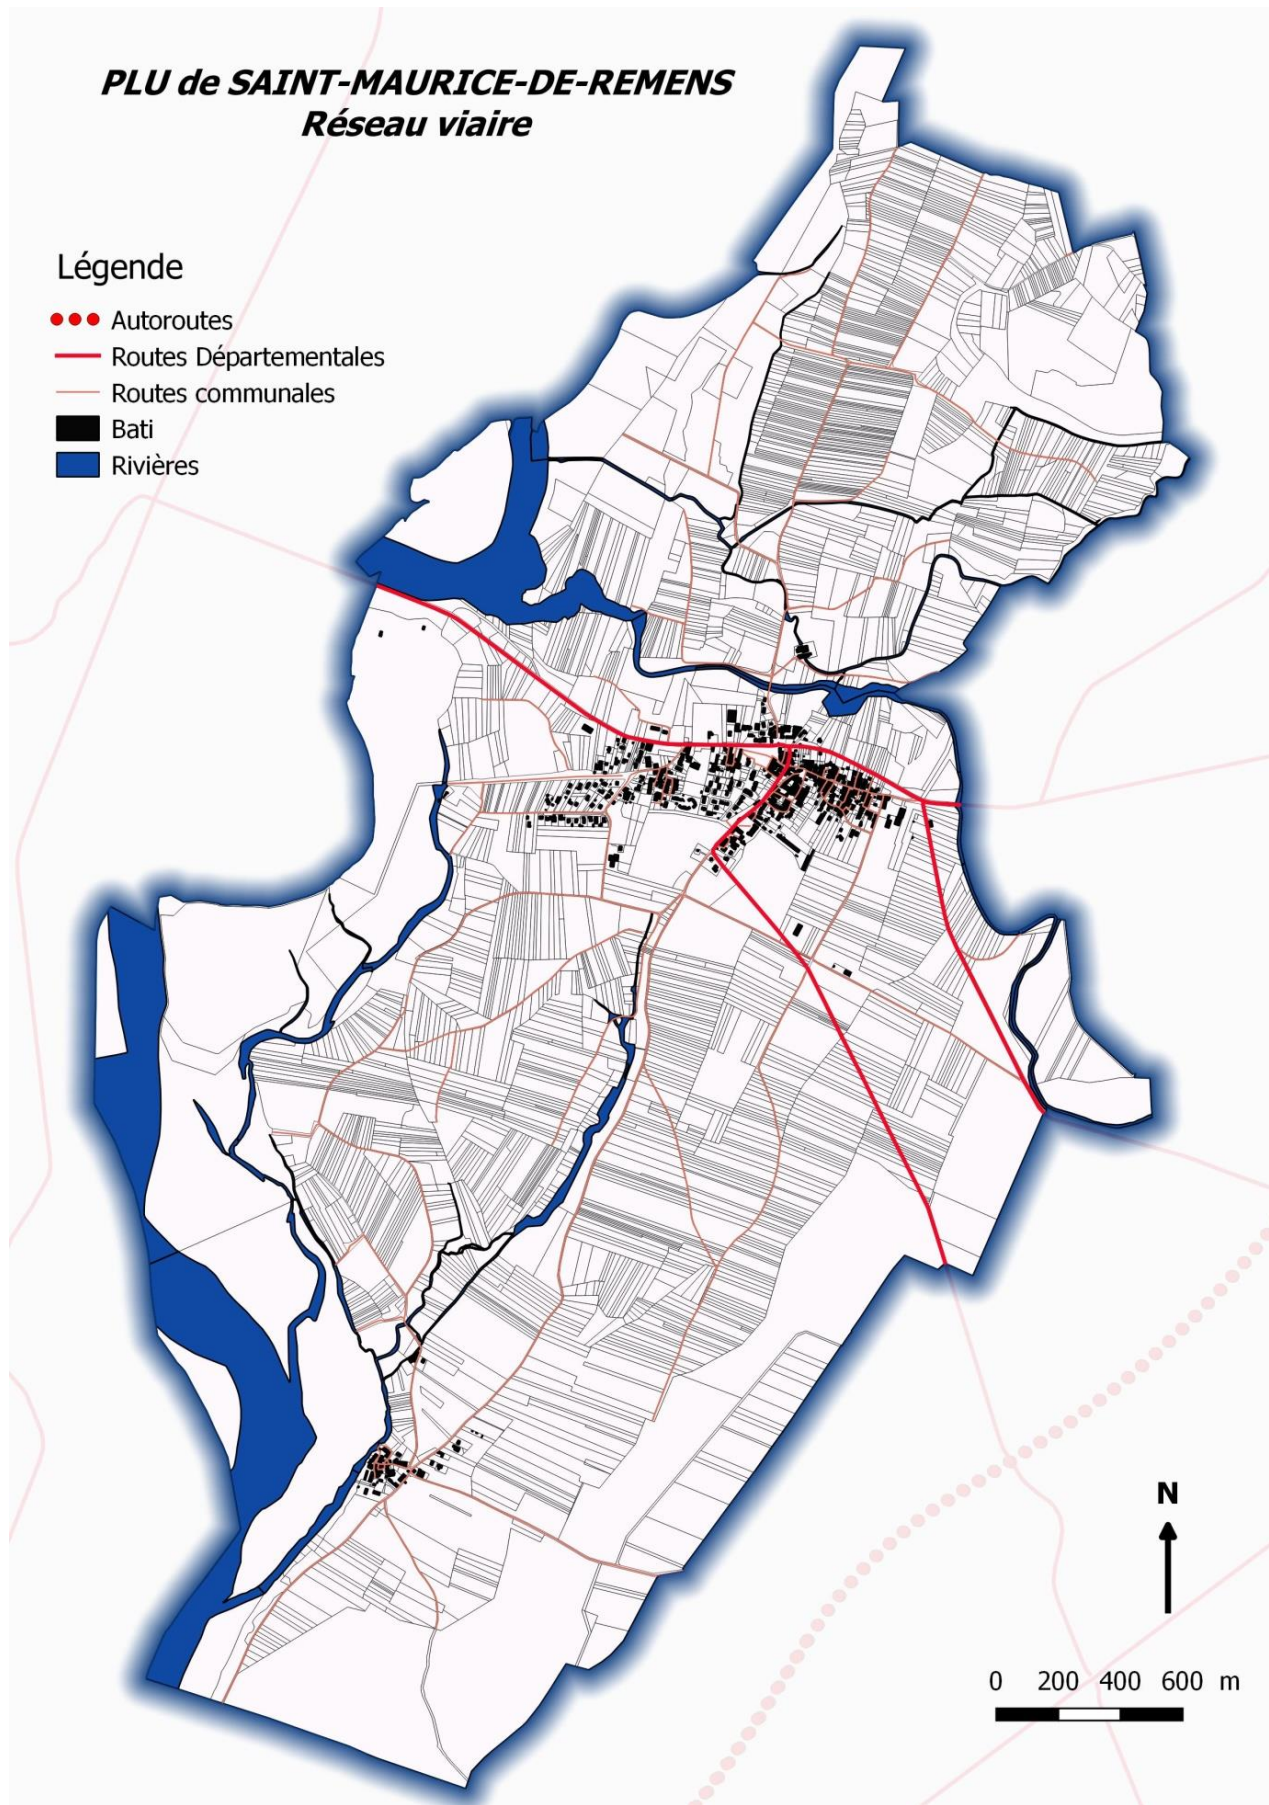 PLU de SAINT-MAURICE-DE-REMENS
Réseau viaire
Légende
Autoroutes
Routes Départementales
Routes communales
Bati
Rivières
N
0 200 400 600 m